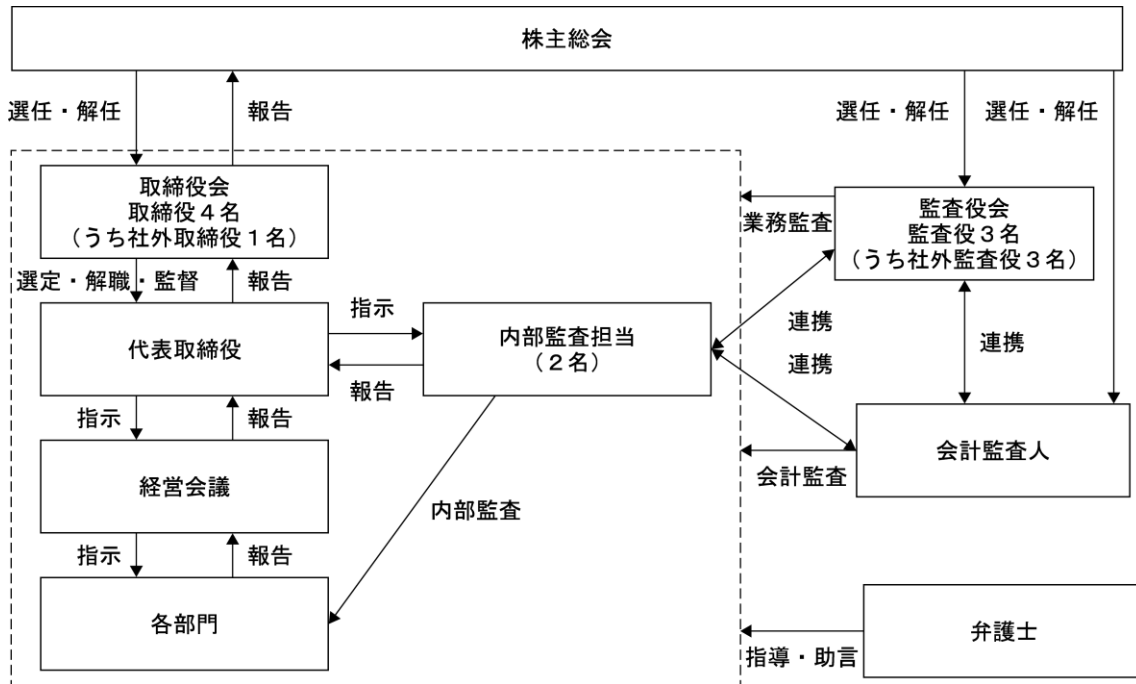 株主総会
選任・解任
報告
選任・解任
選任・解任
取締役会
取締役４名
（うち社外取締役１名）
業務監査
監査役会
監査役３名
（うち社外監査役３名）
選定・解職・監督
報告
代表取締役
指示
報告
内部監査担当
（２名）
連携
連携
連携
指示
報告
経営会議
内部監査
会計監査
会計監査人
指示
報告
各部門
指導・助言
弁護士